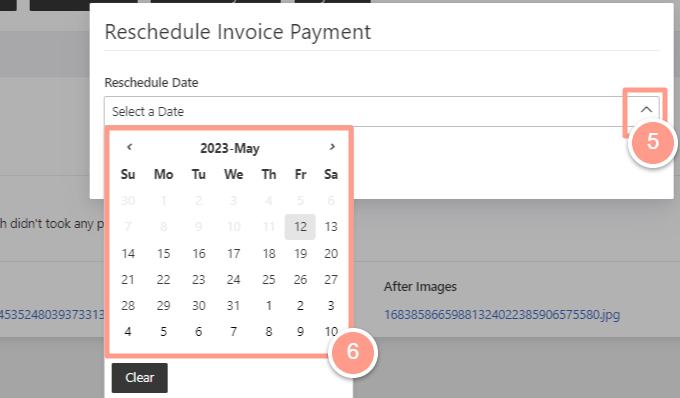 Reschedule Invoice Payment
Reschedule Date
Select a Date
5
‹ 2023-May ›
Su Mo Tu We Th Fr Sa
30 1 2 3 4 5 6
7 8 9 10 11 12 13
14 15 16 17 18 19 20
21 22 23 24 25 26 27
28 29 30 31 1 2 3
4 5 6 7 8 9 10
6
Clear
h didn't took any p
After Images
4535248039373313
16838586659881324022385906575580.jpg